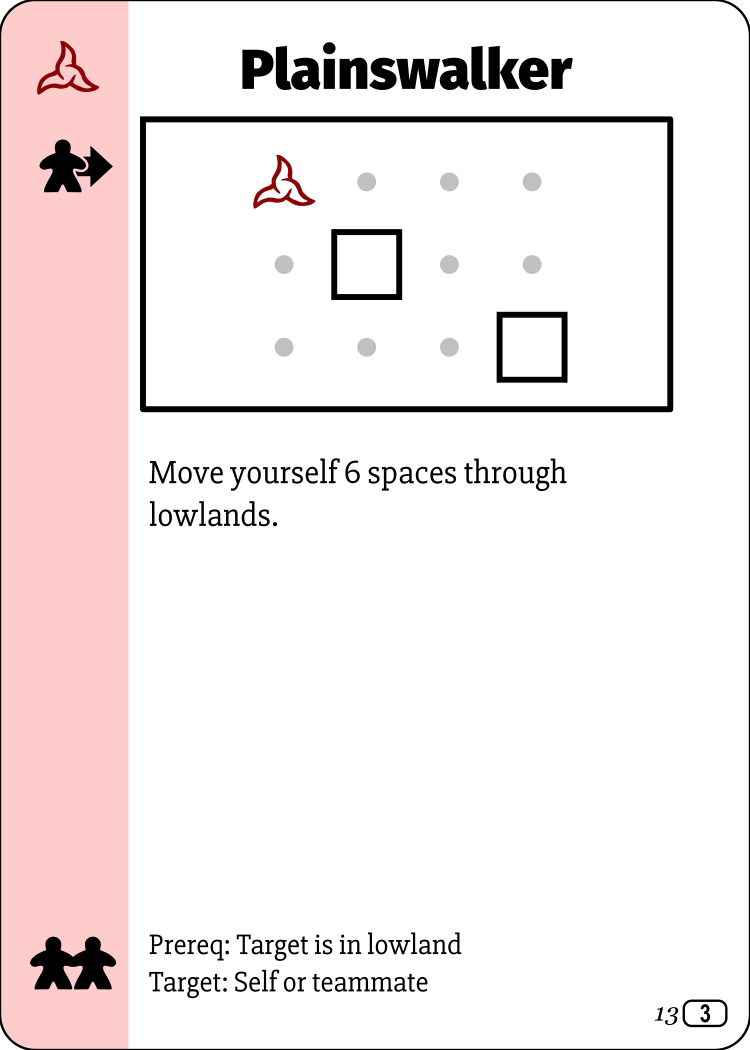 Plainswalker
Move yourself 6 spaces through
lowlands.
Prereq: Target is in lowland
Target: Self or teammate
13 3